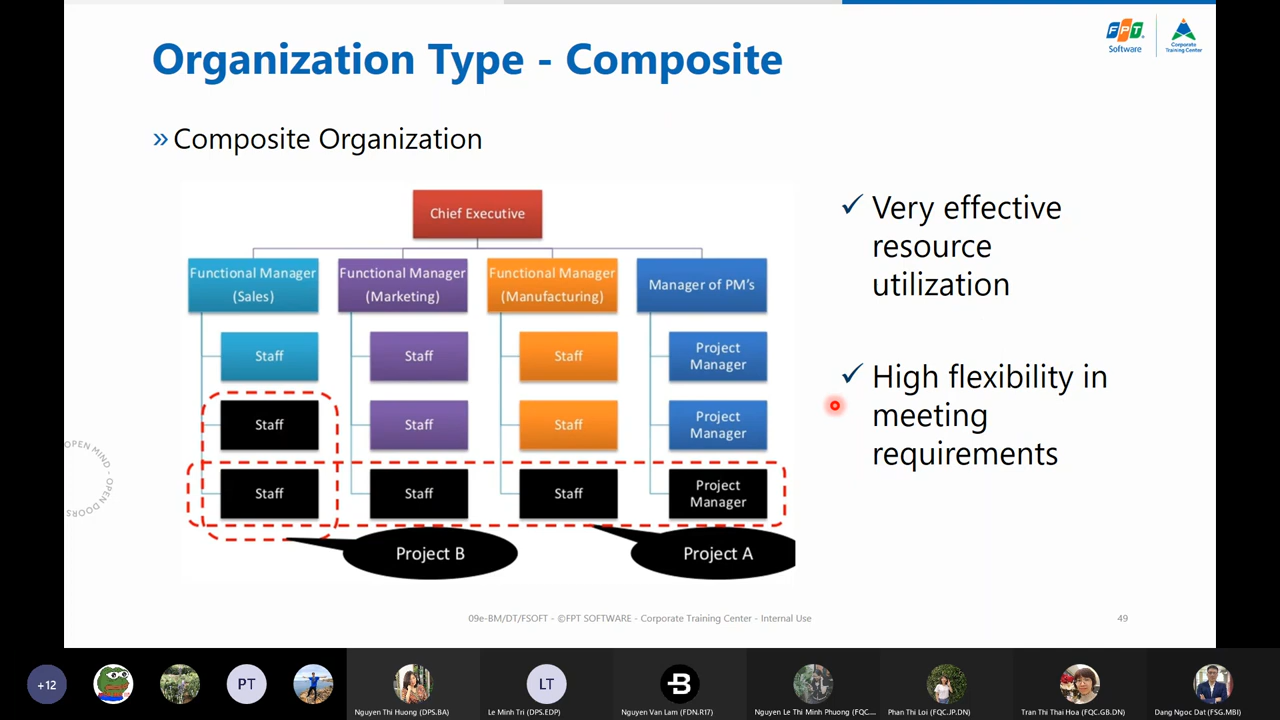 Organization Type - Composite
FPT
Software
Corporate
Training Center
» Composite Organization
Chief Executive
Functional Manager
(Sales)
Functional Manager
(Marketing)
Functional Manager
(Manufacturing)
Manager of PM's
Staff
Staff
Staff
Project
Manager
Staff
Staff
Staff
Project
Manager
Staff
Staff
Staff
Project
Manager
Project B
Project A
✓ Very effective
resource
utilization
✓ High flexibility in
meeting
requirements
OPEN MIND - OPEN DOORS
09e-BM/DT/FSOFT - ©FPT SOFTWARE - Corporate Training Center - Internal Use
49
+12
PT
LT
B
Nguyen Thi Huong (DPS.BA)
Le Minh Tri (DPS.EDP)
Nguyen Van Lam (FDN.R17)
Nguyen Le Thi Minh Phuong (FQC....
Phan Thi Loi (FQC.JP.DN)
Tran Thi Thai Hoa (FQC.GB.DN)
Dang Ngoc Dat (FSG.MBI)